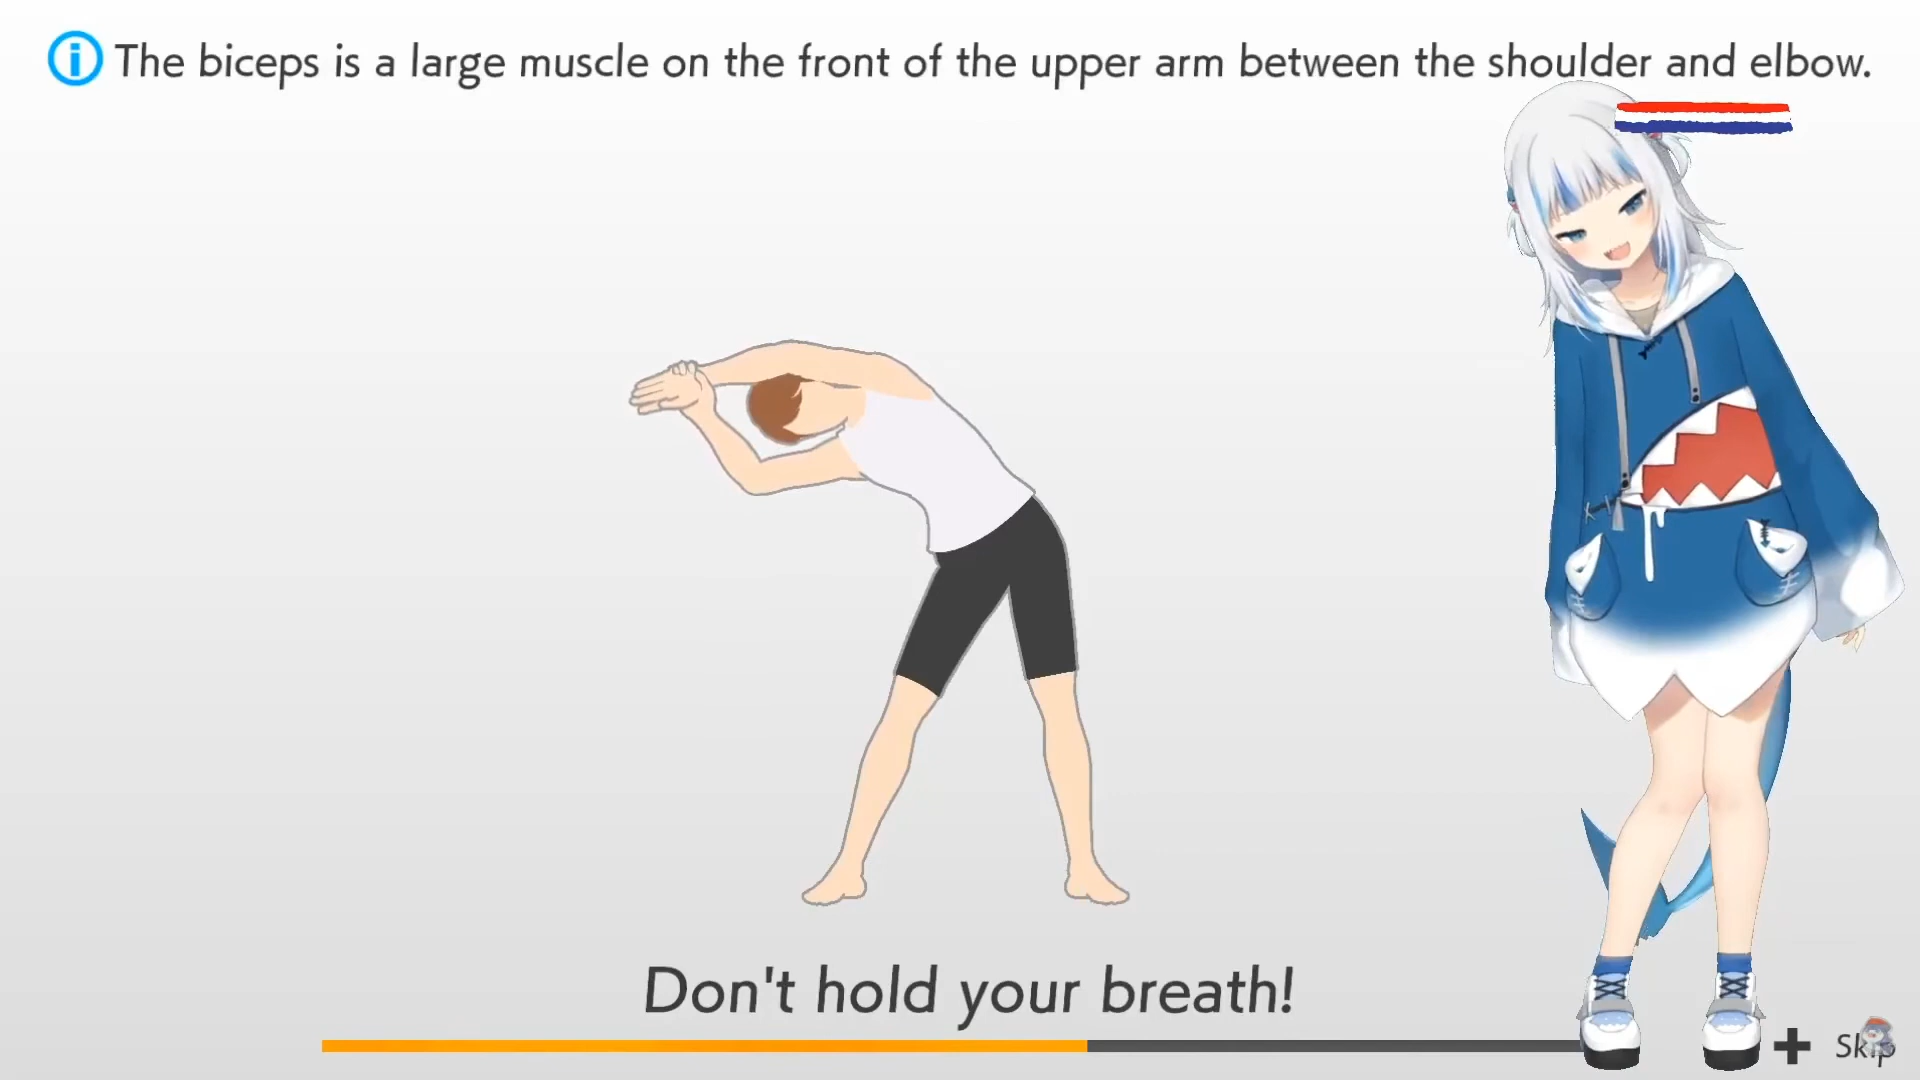 The biceps is a large muscle on the front of the upper arm between the shoulder and elbow.
Don't hold your breath!
Skip